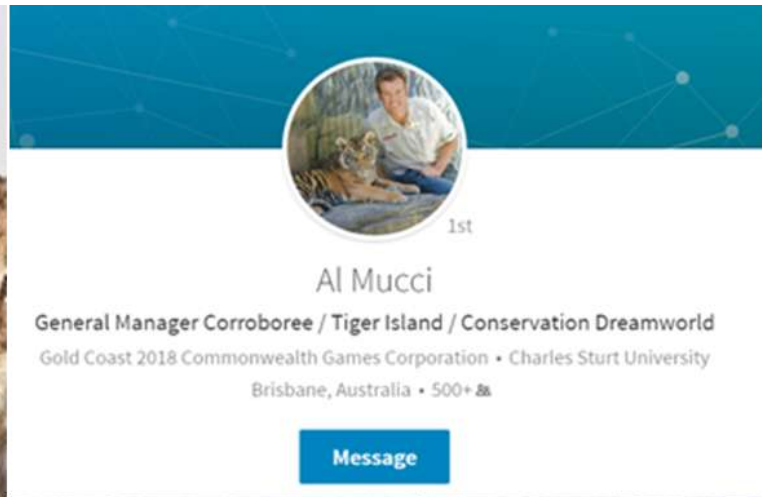 1st
Al Mucci
General Manager Corroboree / Tiger Island / Conservation Dreamworld
Gold Coast 2018 Commonwealth Games Corporation • Charles Sturt University
Brisbane, Australia • 500+
Message